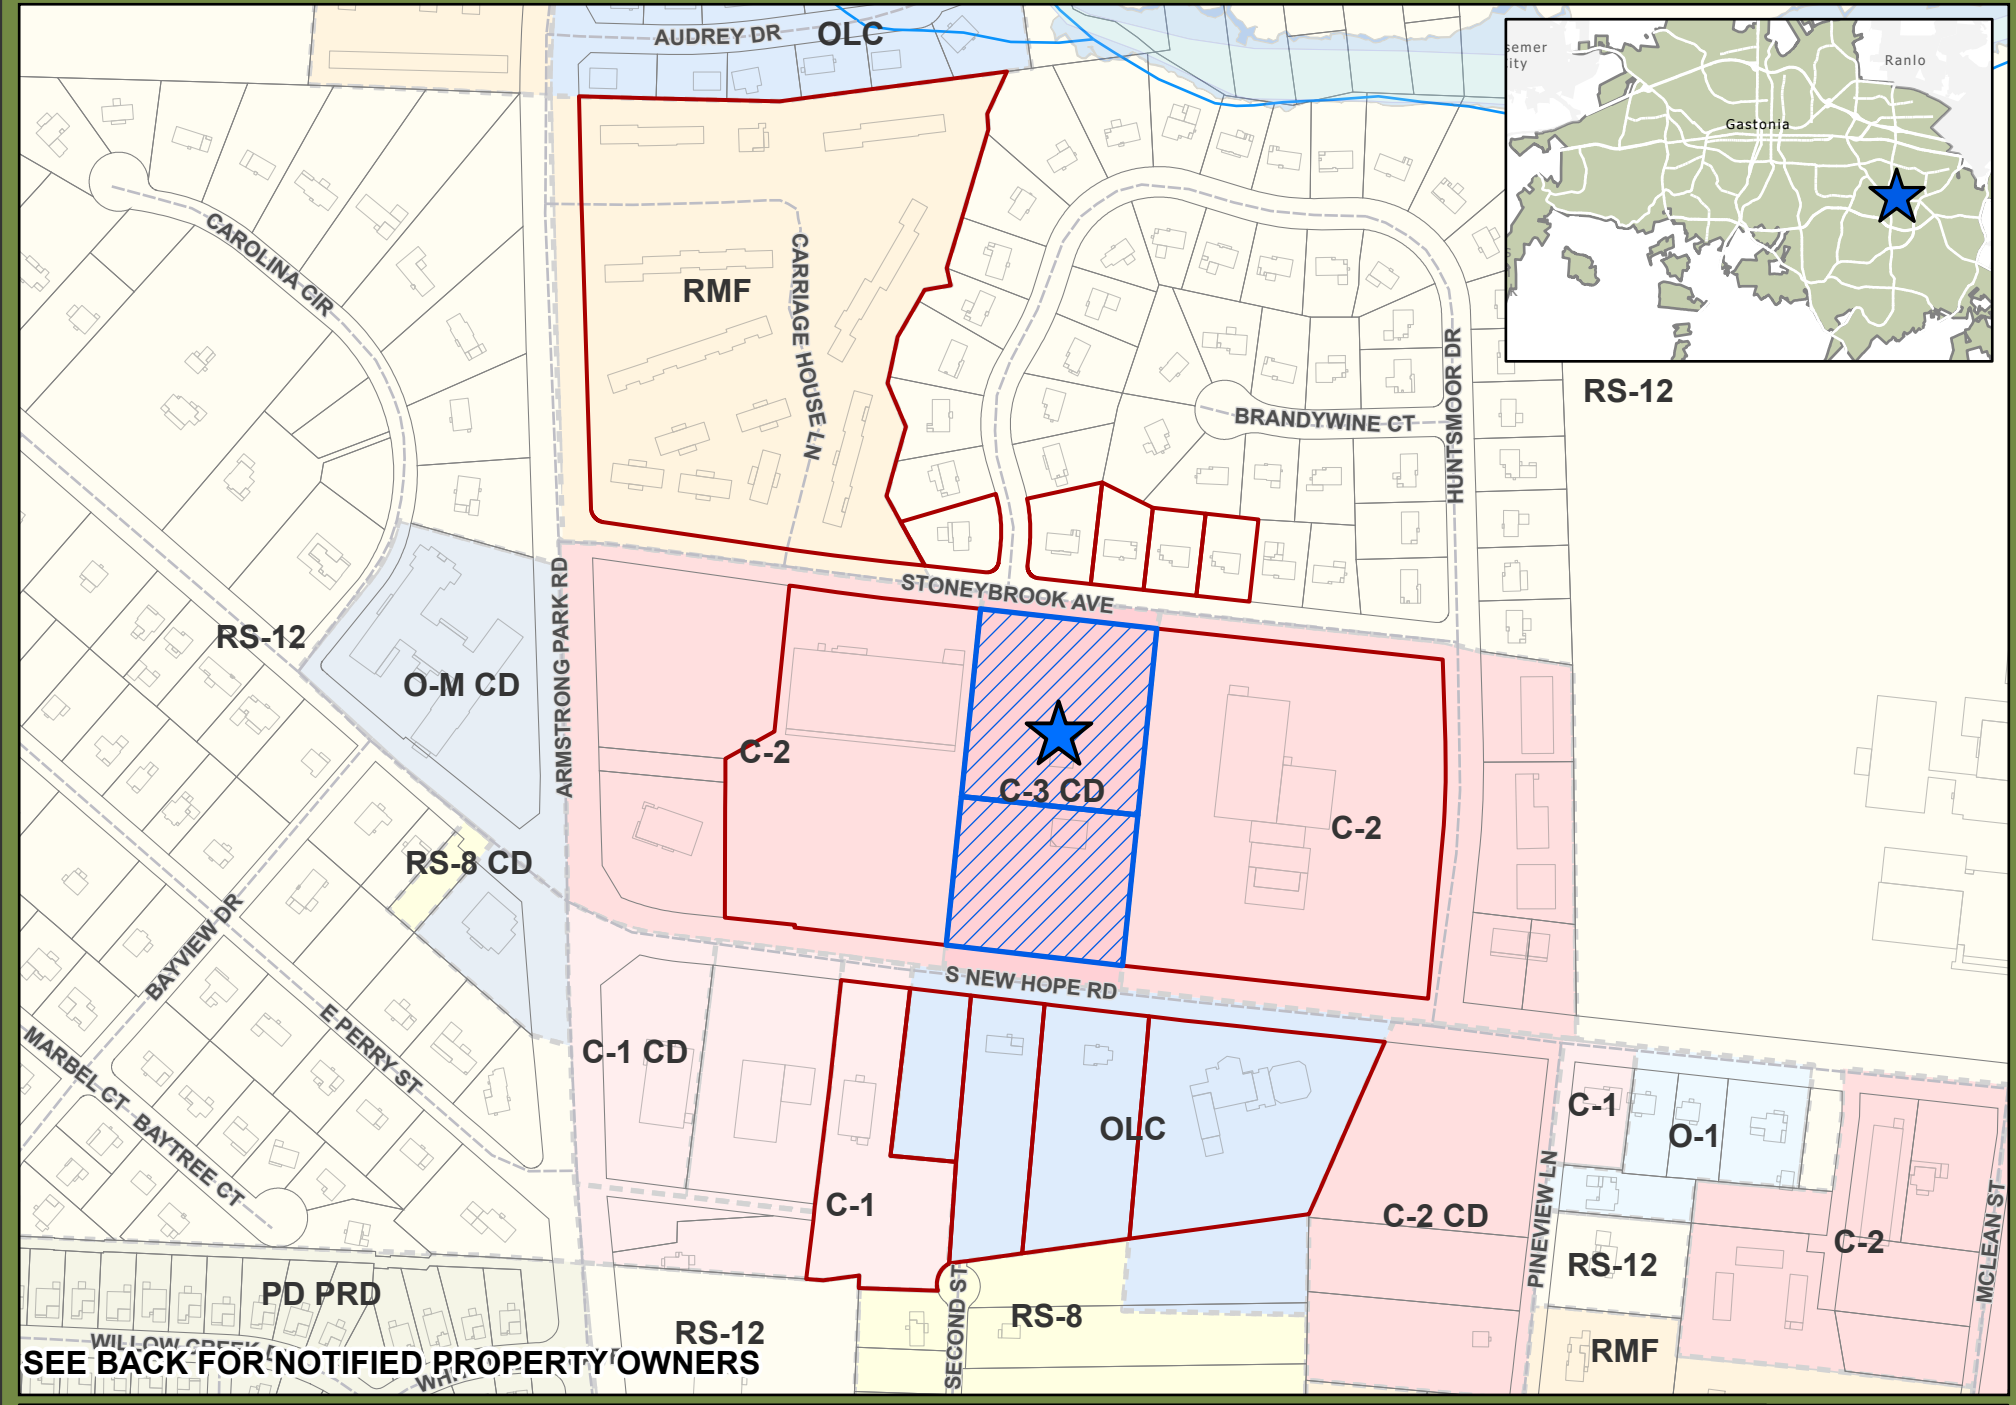 AUDREY DR
OLC
semer
ity
Ranlo
Gastonia
CAROLINA CIR
RMF
CARRIAGE HOUSE LN
HUNTSMOOR DR
RS-12
BRANDYWINE CT
STONEYBROOK AVE
ARMSTRONG PARK RD
RS-12
O-M CD
C-2
C-3 CD
C-2
RS-8 CD
BAYVIEW DR
S NEW HOPE RD
E PERRY ST
MARBEL CT
BAYTREE CT
C-1 CD
C-1
OLC
C-1
O-1
PINEVIEW LN
C-2 CD
RS-12
C-2
MCLEAN ST
PD PRD
RS-12
SECOND ST
RS-8
RMF
WILLOW CREEK
SEE BACK FOR NOTIFIED PROPERTY OWNERS